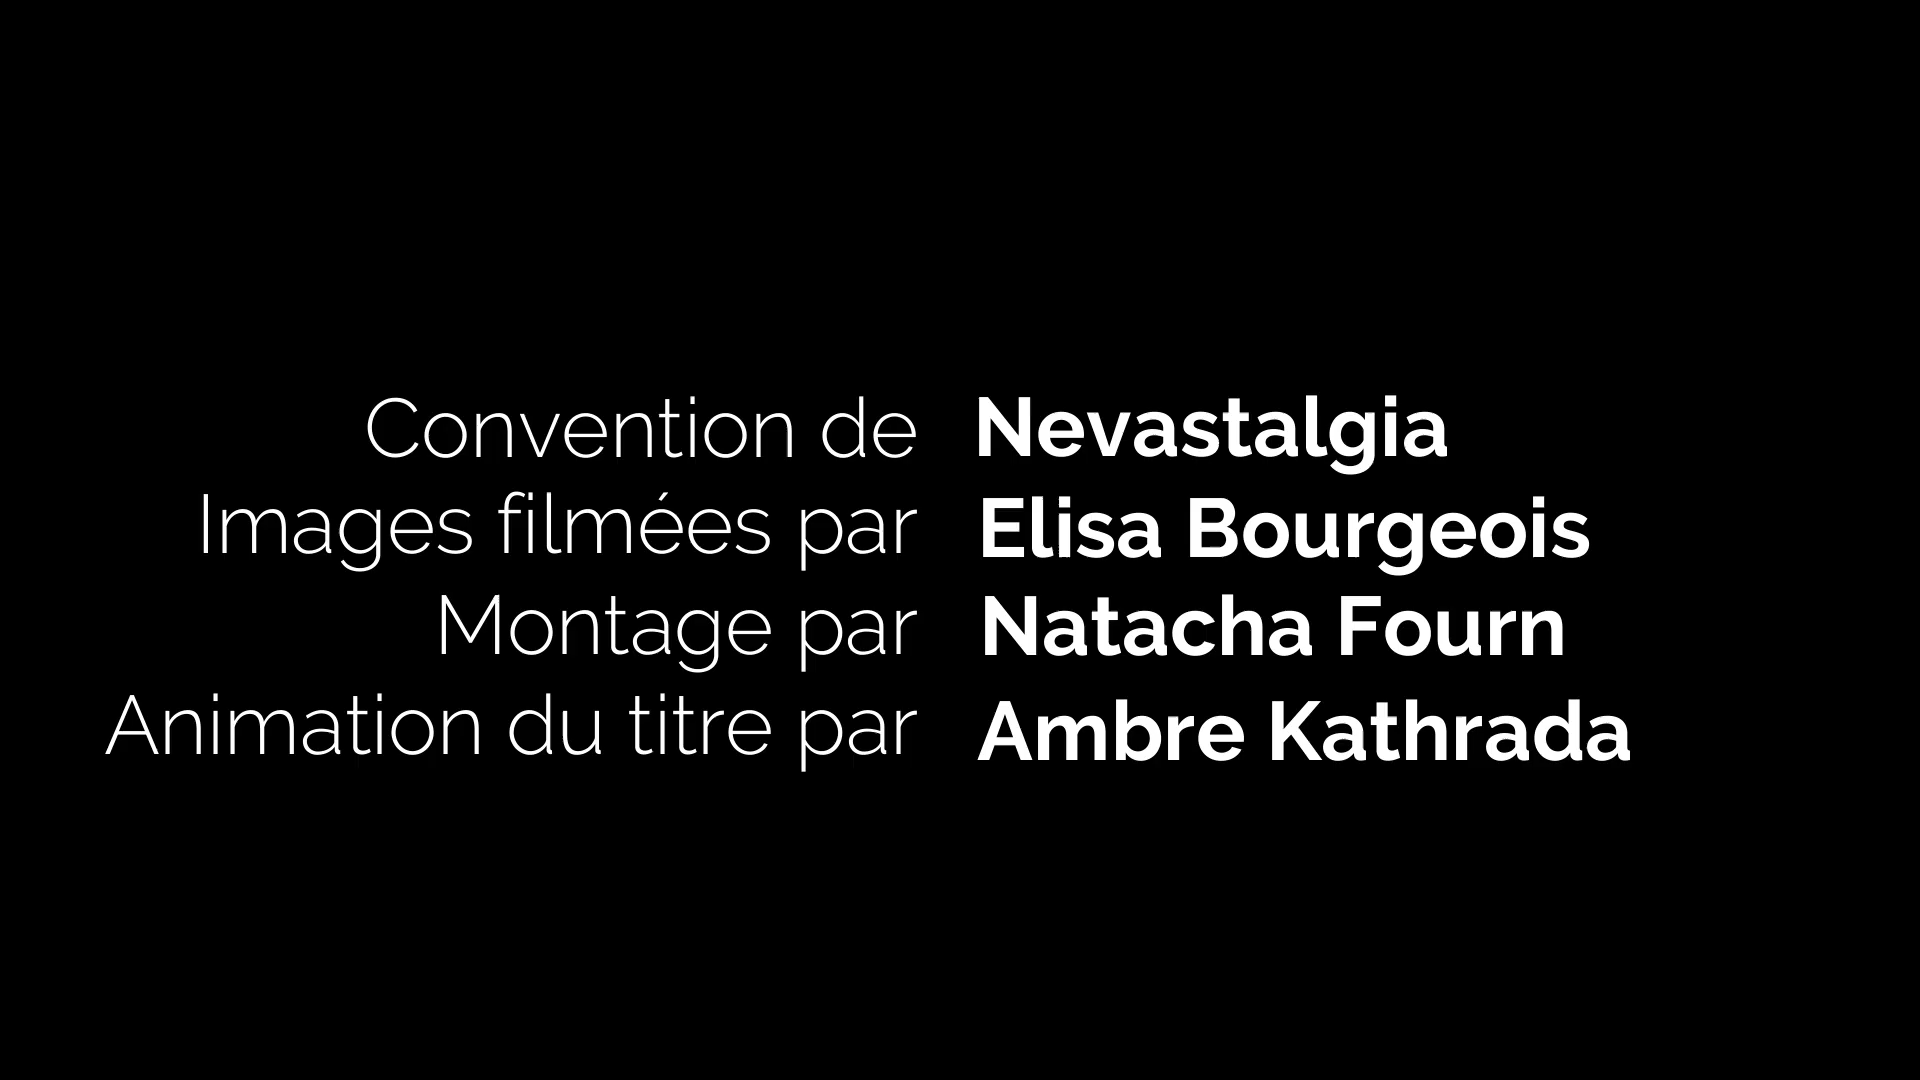 Convention de Nevastalgia
Images filmées par Elisa Bourgeois
Montage par Natacha Fourn
Animation du titre par Ambre Kathrada